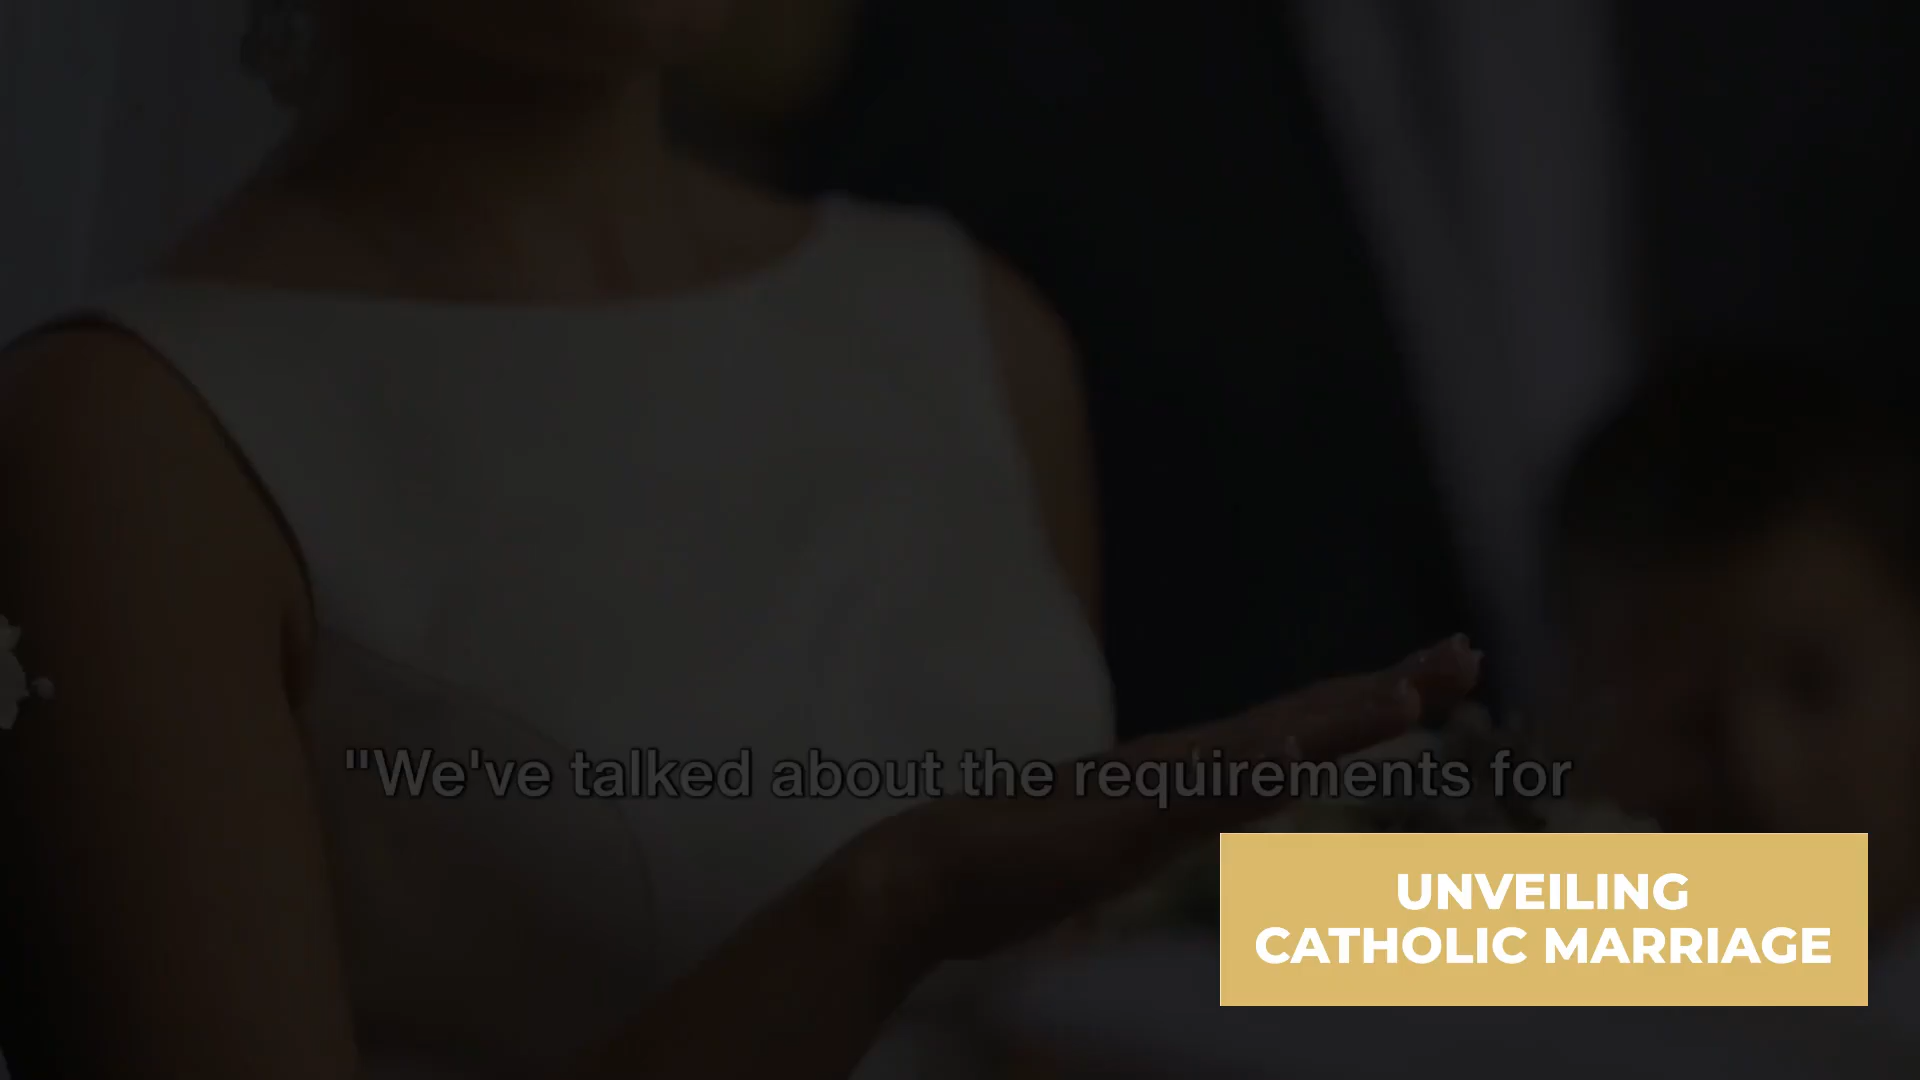 "We've talked about the requirements for
UNVEILING
CATHOLIC MARRIAGE